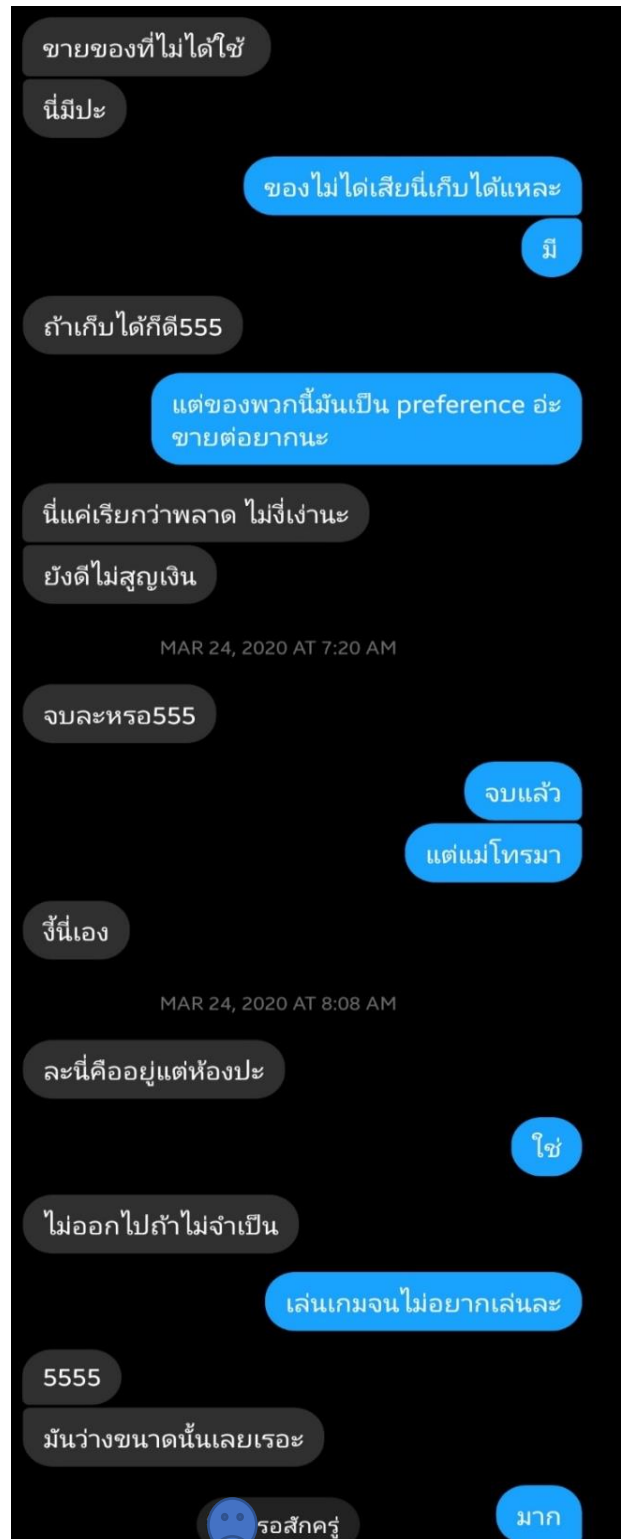 ขายของที่ไม่ได้ใช้
นี่มีปะ
ของไม่ได่เสียนี่เก็บได้แหละ
มี
ถ้าเก็บได้ก็ดี555
แต่ของพวกนี้มันเป็น preference อ่ะ
ขายต่อยากนะ
นี่แค่เรียกว่าพลาด ไม่งี่เง่านะ
ยังดีไม่สูญเงิน
MAR 24, 2020 AT 7:20 AM
จบละหรอ555
จบแล้ว
แต่แม่โทรมา
งี้นี่เอง
MAR 24, 2020 AT 8:08 AM
ละนี่คืออยู่แต่ห้องปะ
ใช่
ไม่ออกไปถ้าไม่จำเป็น
เล่นเกมจนไม่อยากเล่นละ
5555
มันว่างขนาดนั้นเลยเรอะ
มาก
รอสักครู่